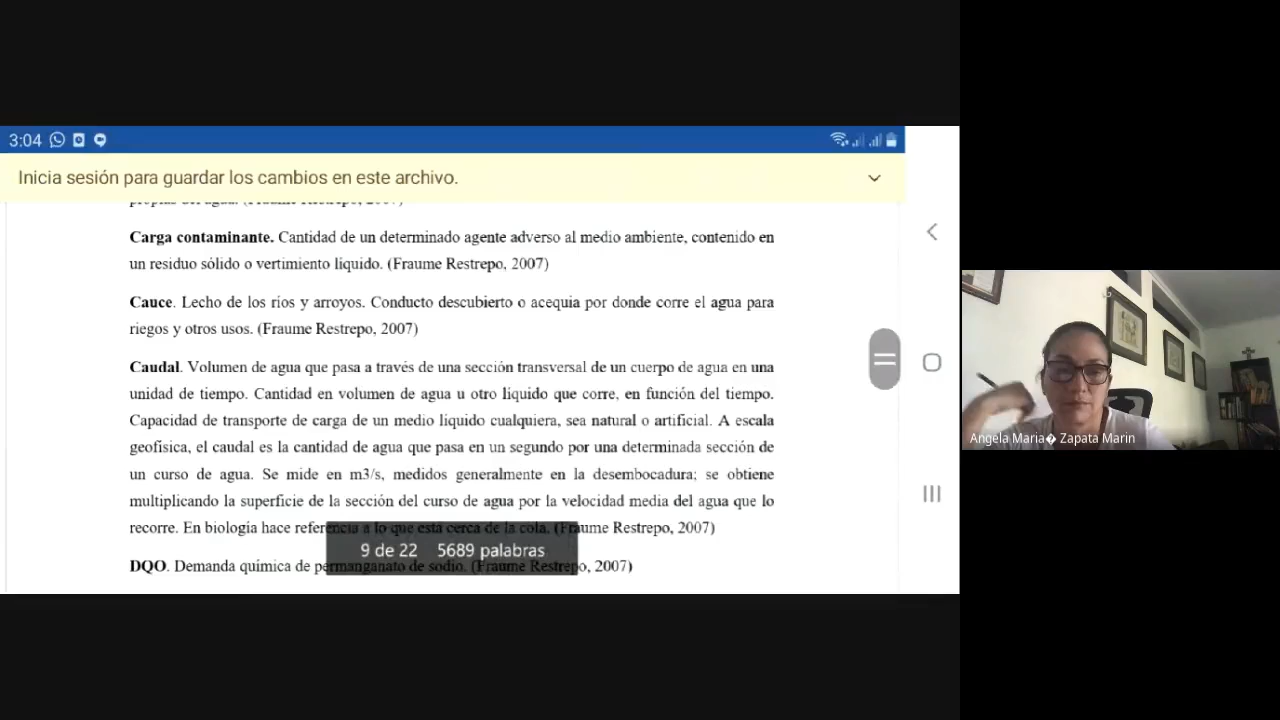 3:04
Inicia sesión para guardar los cambios en este archivo.
propias del agua. (Fraume Restrepo, 2007)
Carga contaminante. Cantidad de un determinado agente adverso al medio ambiente, contenido en
un residuo sólido o vertimiento líquido. (Fraume Restrepo, 2007)
Cauce. Lecho de los ríos y arroyos. Conducto descubierto o acequia por donde corre el agua para
riegos y otros usos. (Fraume Restrepo, 2007)
Caudal. Volumen de agua que pasa a través de una sección transversal de un cuerpo de agua en una
unidad de tiempo. Cantidad en volumen de agua u otro líquido que corre, en función del tiempo.
Capacidad de transporte de carga de un medio líquido cualquiera, sea natural o artificial. A escala
geofísica, el caudal es la cantidad de agua que pasa en un segundo por una determinada sección de
un curso de agua. Se mide en m3/s, medidos generalmente en la desembocadura; se obtiene
multiplicando la superficie de la sección del curso de agua por la velocidad media del agua que lo
recorre. En biología hace referencia a lo que está cerca de la cola. (Fraume Restrepo, 2007)
9 de 22 5689 palabras
DQO. Demanda química de permanganato de sodio. (Fraume Restrepo, 2007)
Angela Maria� Zapata Marin